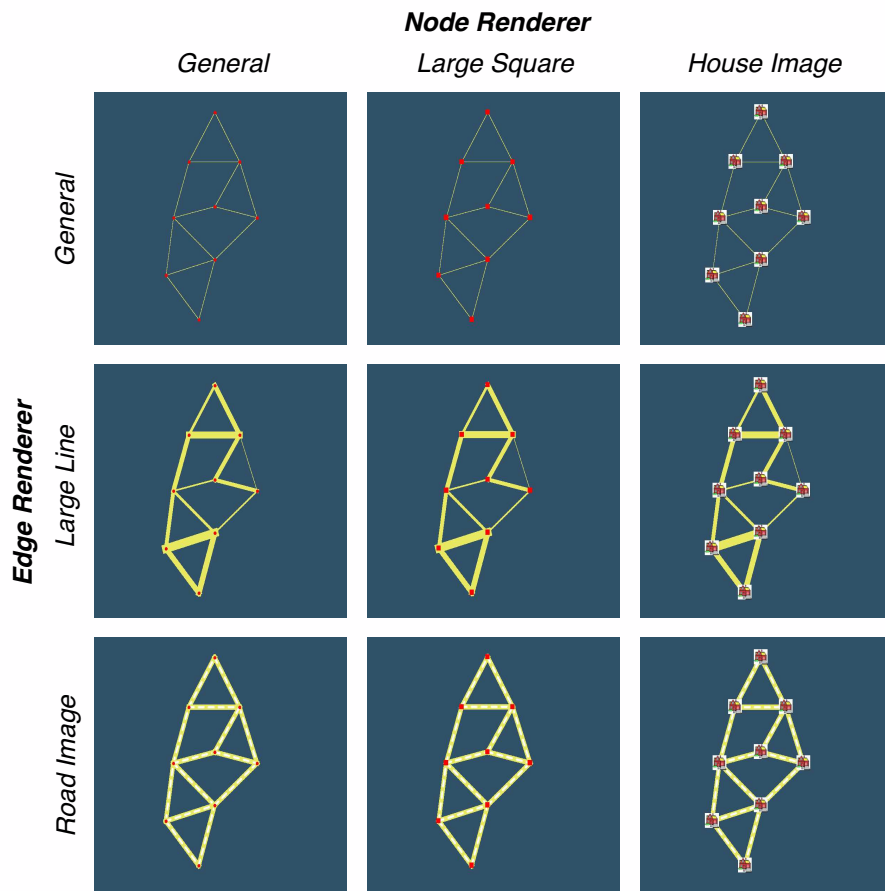 Node Renderer
General
Large Square
House Image
Edge Renderer
General
Large Line
Road Image